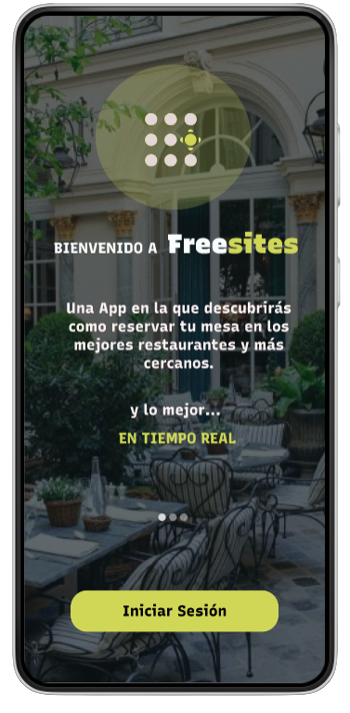 BIENVENIDO A Freesites
Una App en la que descubrirás
como reservar tu mesa en los
mejores restaurantes y más
cercanos.
y lo mejor...
EN TIEMPO REAL
Iniciar Sesión